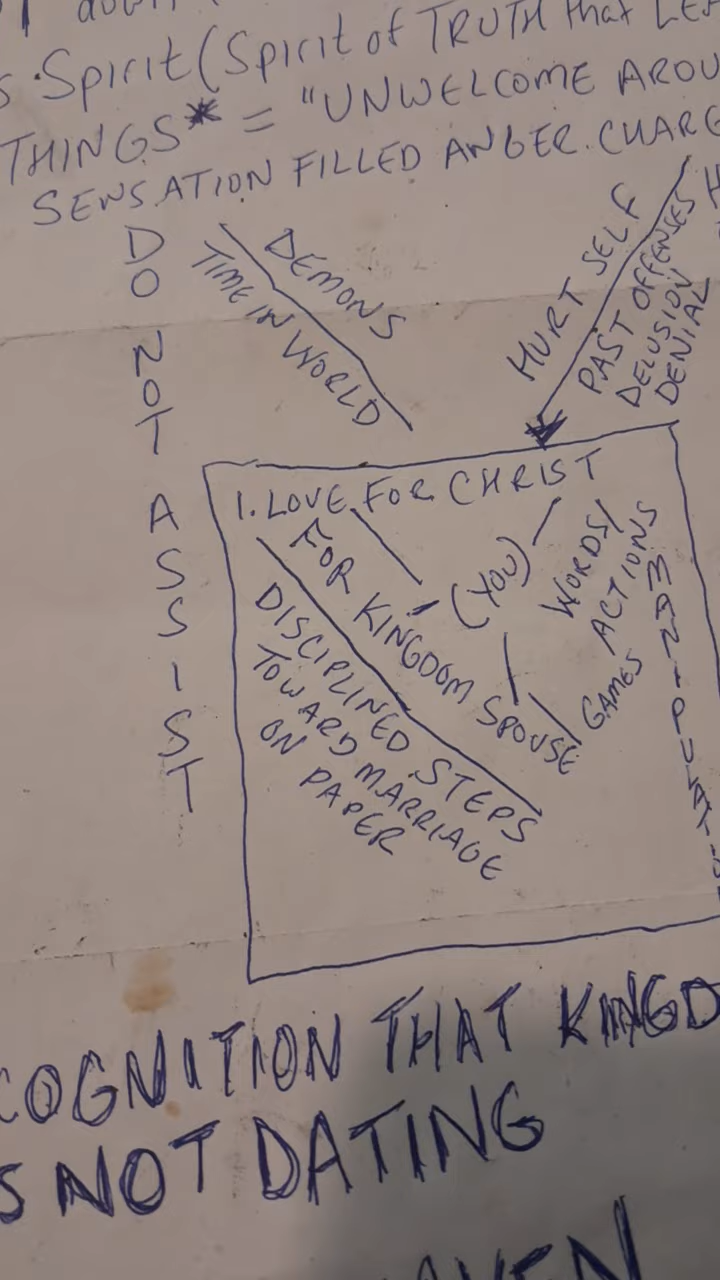 Spirit (Spirit of TRUTH that
THINGS* = "UNWELCOME
SENSATION FILLED ANGER.
DO NOT ASSIST
DEMONS
TIME IN WORLD
HURT SELF
PAST OFFENSES
DELUSION
DENIAL
1. LOVE FOR CHRIST
(YOU)
WORDS/
ACTIONS
GAMES
FOR KINGDOM SPOUSE
DISCIPLINED STEPS
TOWARD MARRIAGE
ON PAPER
THAT
NOT DATING